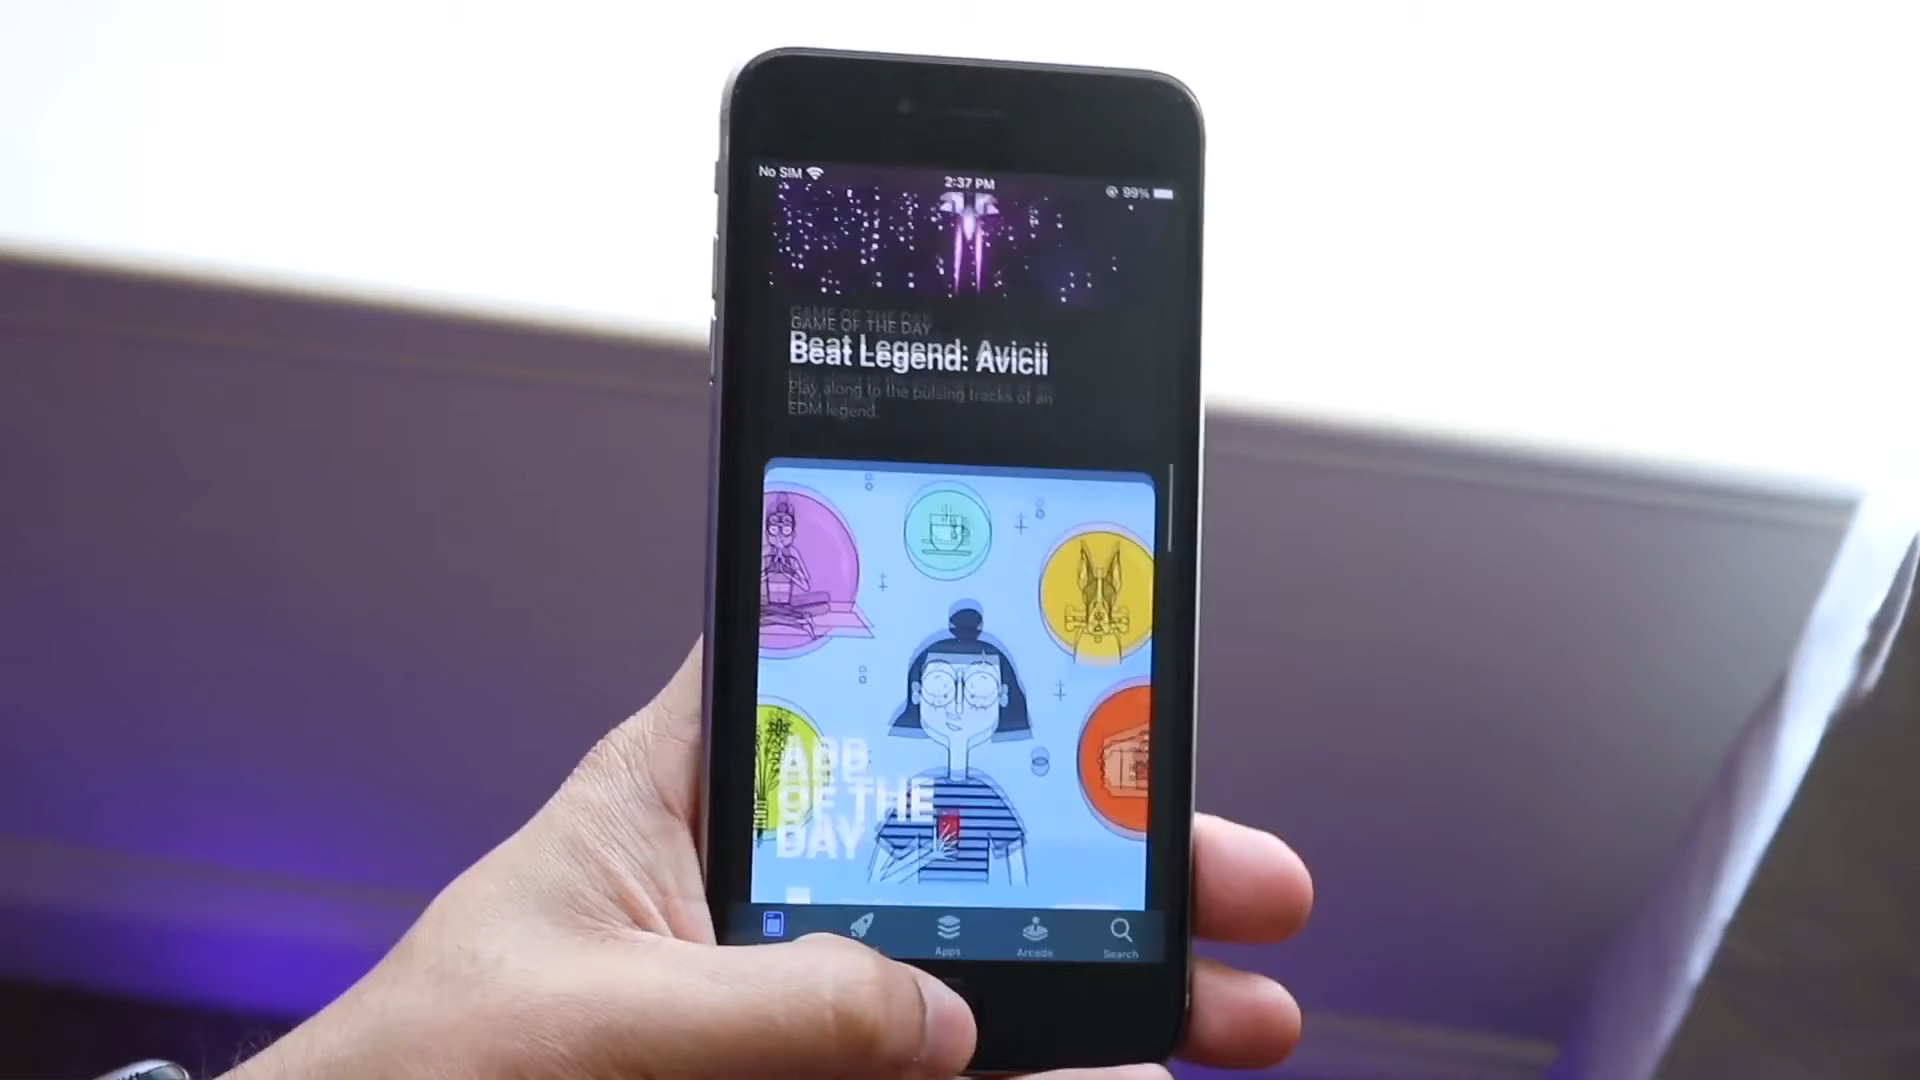 No SIM
2:37 PM
99%
GAME OF THE DAY
Beat Legend: Avicii
Play along to the pulsing tracks of an
EDM legend.
APP
OF THE
DAY
Apps
Arcade
Search